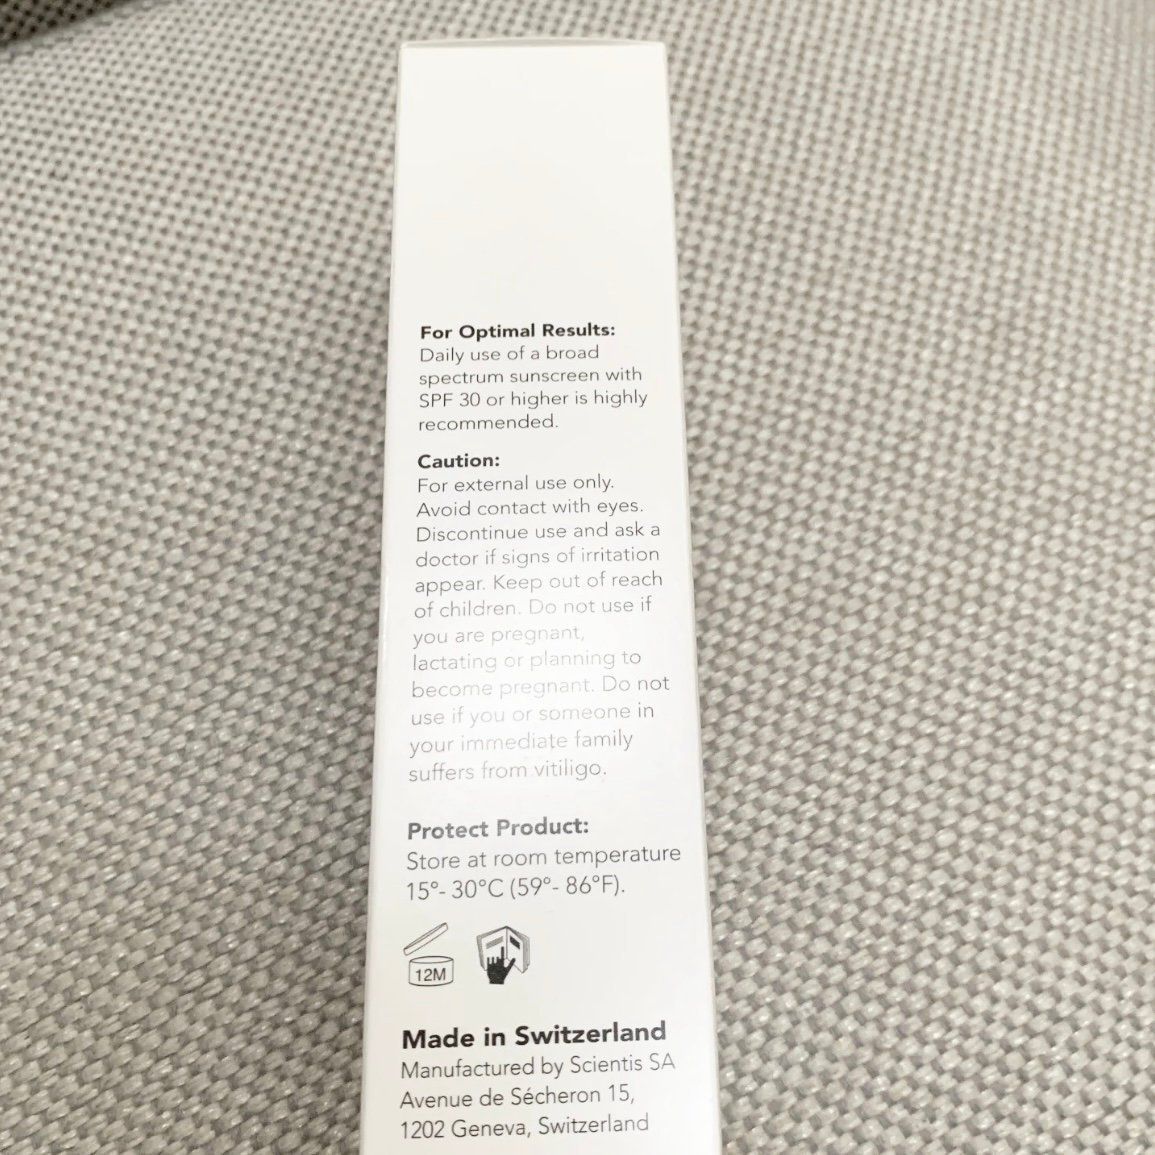 For Optimal Results:
Daily use of a broad
spectrum sunscreen with
SPF 30 or higher is highly
recommended.
Caution:
For external use only.
Avoid contact with eyes.
Discontinue use and ask a
doctor if signs of irritation
appear. Keep out of reach
of children. Do not use if
you are pregnant,
lactating or planning to
become pregnant. Do not
use if you or someone in
your immediate family
suffers from vitiligo.
Protect Product:
Store at room temperature
15º- 30ºC (59º- 86ºF).
12M
Made in Switzerland
Manufactured by Scientis SA
Avenue de Sécheron 15,
1202 Geneva, Switzerland